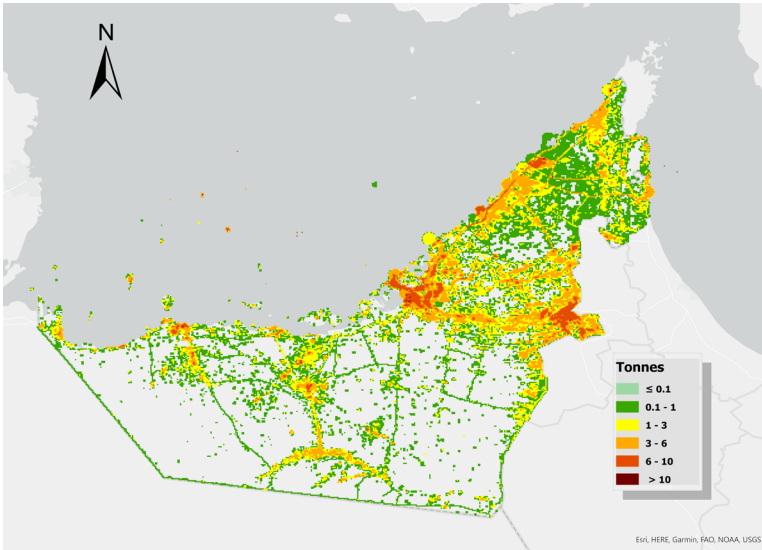 N
Tonnes
≤ 0.1
0.1 - 1
1 - 3
3 - 6
6 - 10
> 10
Esri, HERE, Garmin, FAO, NOAA, USGS